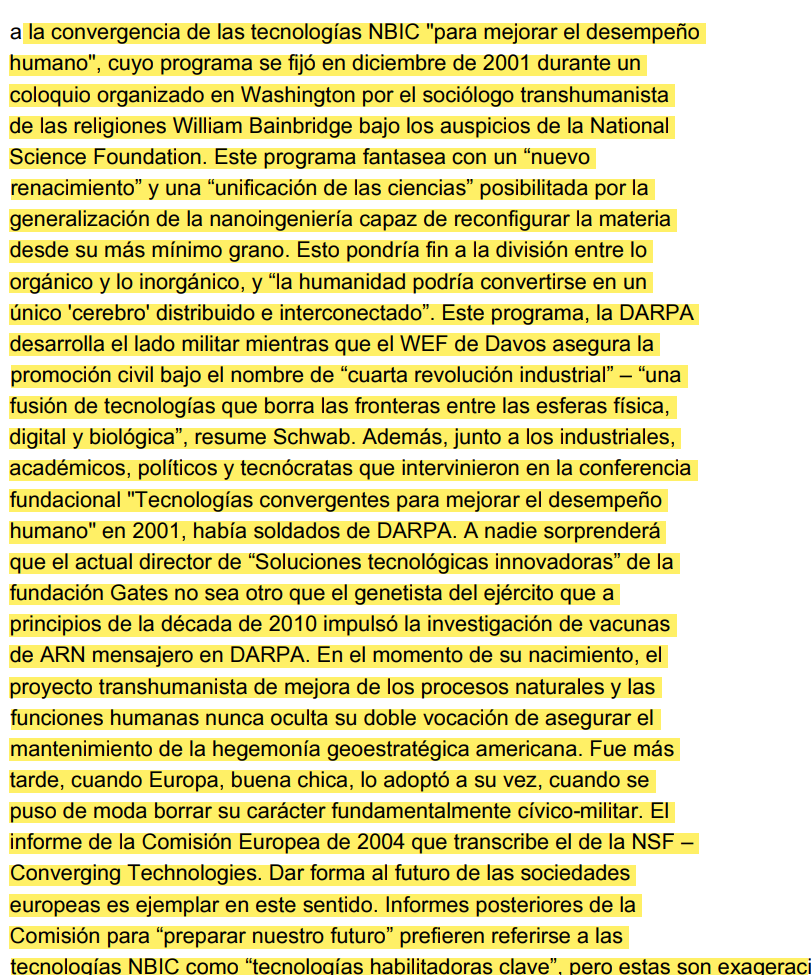 a la convergencia de las tecnologías NBIC "para mejorar el desempeño
humano", cuyo programa se fijó en diciembre de 2001 durante un
coloquio organizado en Washington por el sociólogo transhumanista
de las religiones William Bainbridge bajo los auspicios de la National
Science Foundation. Este programa fantasea con un “nuevo
renacimiento” y una “unificación de las ciencias” posibilitada por la
generalización de la nanoingeniería capaz de reconfigurar la materia
desde su más mínimo grano. Esto pondría fin a la división entre lo
orgánico y lo inorgánico, y “la humanidad podría convertirse en un
único 'cerebro' distribuido e interconectado”. Este programa, la DARPA
desarrolla el lado militar mientras que el WEF de Davos asegura la
promoción civil bajo el nombre de “cuarta revolución industrial” – “una
fusión de tecnologías que borra las fronteras entre las esferas física,
digital y biológica”, resume Schwab. Además, junto a los industriales,
académicos, políticos y tecnócratas que intervinieron en la conferencia
fundacional "Tecnologías convergentes para mejorar el desempeño
humano" en 2001, había soldados de DARPA. A nadie sorprenderá
que el actual director de “Soluciones tecnológicas innovadoras” de la
fundación Gates no sea otro que el genetista del ejército que a
principios de la década de 2010 impulsó la investigación de vacunas
de ARN mensajero en DARPA. En el momento de su nacimiento, el
proyecto transhumanista de mejora de los procesos naturales y las
funciones humanas nunca oculta su doble vocación de asegurar el
mantenimiento de la hegemonía geoestratégica americana. Fue más
tarde, cuando Europa, buena chica, lo adoptó a su vez, cuando se
puso de moda borrar su carácter fundamentalmente cívico-militar. El
informe de la Comisión Europea de 2004 que transcribe el de la NSF –
Converging Technologies. Dar forma al futuro de las sociedades
europeas es ejemplar en este sentido. Informes posteriores de la
Comisión para “preparar nuestro futuro” prefieren referirse a las
tecnologías NBIC como “tecnologías habilitadoras clave”, pero estas son exageraci